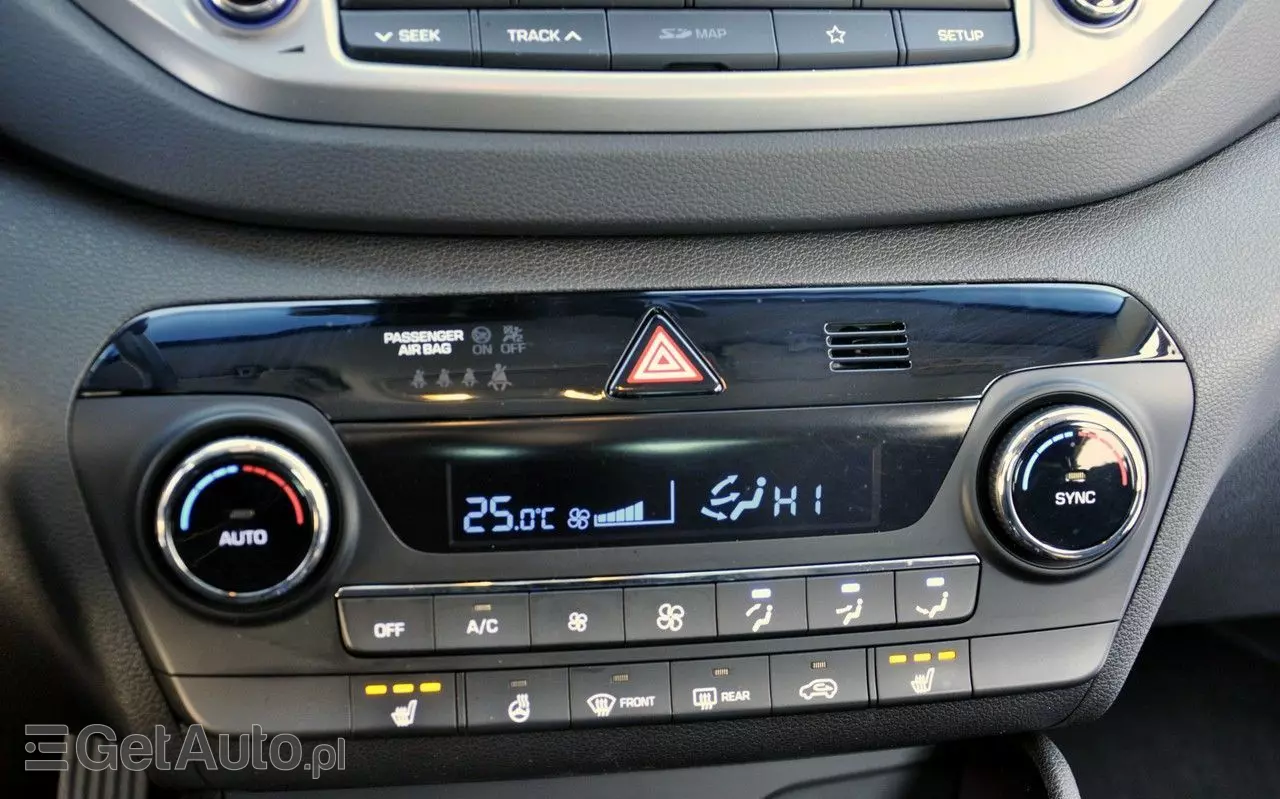 SEEK TRACK SD MAP SETUP
PASSENGER
AIR BAG ON OFF
25.0°C HI
AUTO SYNC
OFF A/C
FRONT REAR
GetAuto.pl